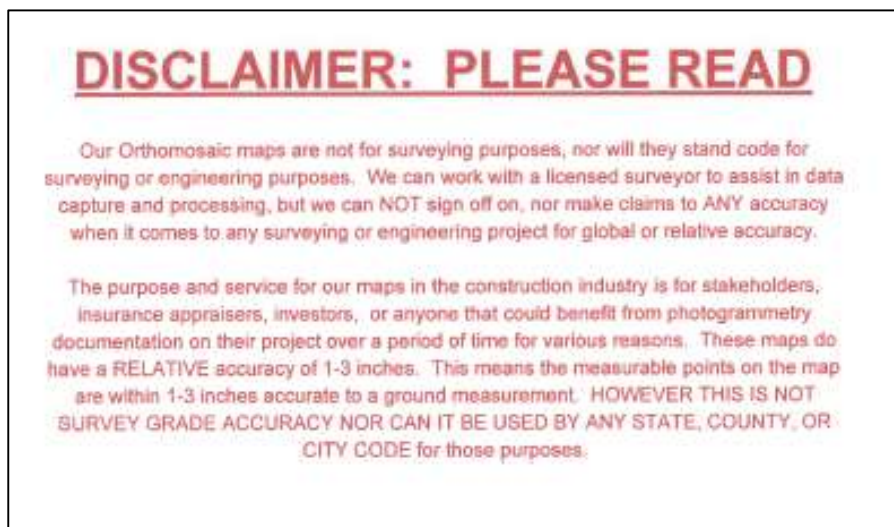 DISCLAIMER: PLEASE READ
Our Orthomosaic maps are not for surveying purposes, nor will they stand code for
surveying or engineering purposes. We can work with a licensed surveyor to assist in data
capture and processing, but we can NOT sign off on, nor make claims to ANY accuracy
when it comes to any surveying or engineering project for global or relative accuracy.
The purpose and service for our maps in the construction industry is for stakeholders,
insurance appraisers, investors, or anyone that could benefit from photogrammetry
documentation on their project over a period of time for various reasons. These maps do
have a RELATIVE accuracy of 1-3 inches. This means the measurable points on the map
are within 1-3 inches accurate to a ground measurement. HOWEVER THIS IS NOT
SURVEY GRADE ACCURACY NOR CAN IT BE USED BY ANY STATE, COUNTY, OR
CITY CODE for those purposes.